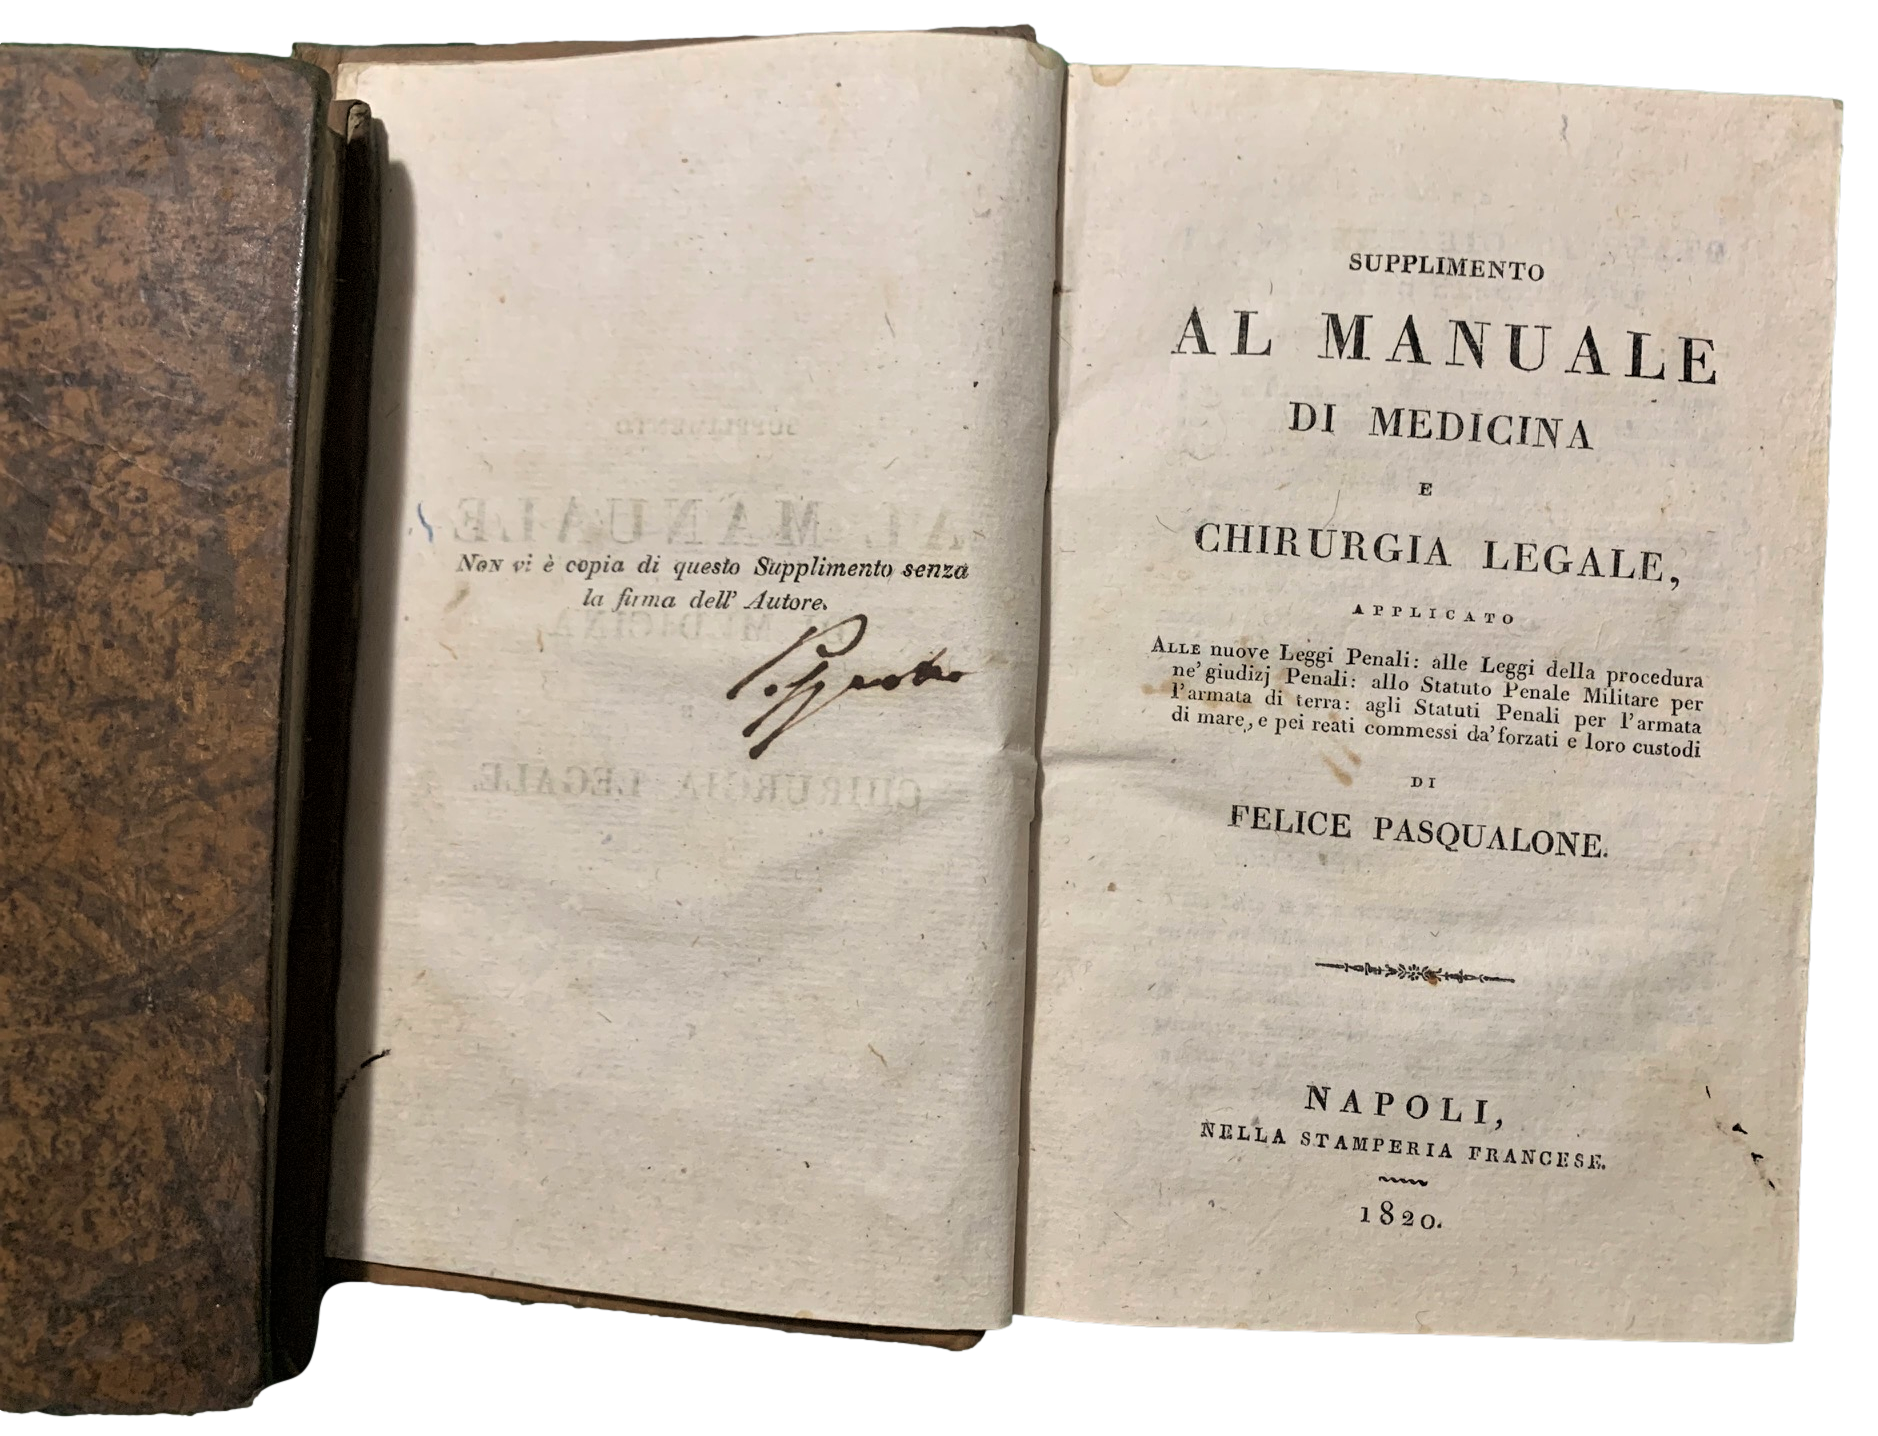 Non vi è copia di questo Supplimento senza
la firma dell' Autore.
SUPPLIMENTO
AL MANUALE
DI MEDICINA
E
CHIRURGIA LEGALE,
APPLICATO
ALLE nuove Leggi Penali: alle Leggi della procedura
ne' giudizj Penali: allo Statuto Penale Militare per
l'armata di terra: agli Statuti Penali per l'armata
di mare, e pei reati commessi da' forzati e loro custodi
DI
FELICE PASQUALONE.
NAPOLI,
NELLA STAMPERIA FRANCESE.
1820.